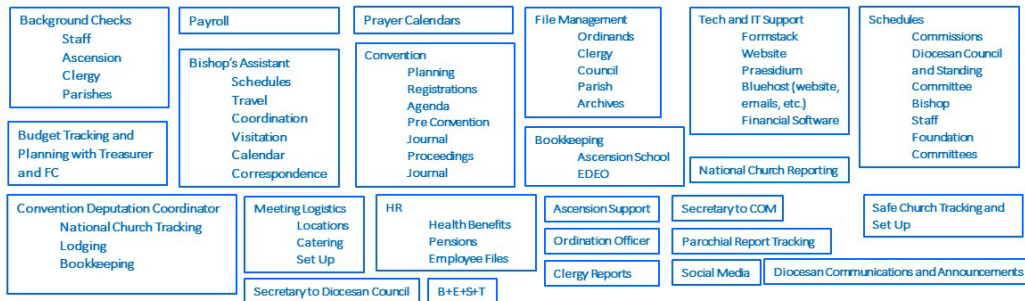 Background Checks
Staff
Ascension
Clergy
Parishes
Payroll
Prayer Calendars
File Management
Ordinands
Clergy
Council
Parish
Archives
Tech and IT Support
Formstack
Website
Praesidium
Bluehost (website,
emails, etc.)
Financial Software
Schedules
Commissions
Diocesan Council
and Standing
Committee
Bishop
Staff
Foundation
Committees
Bishop's Assistant
Schedules
Travel
Coordination
Visitation
Calendar
Correspondence
Convention
Planning
Registrations
Agenda
Pre Convention
Journal
Proceedings
Journal
Budget Tracking and
Planning with Treasurer
and FC
Bookkeeping
Ascension School
EDEO
National Church Reporting
Convention Deputation Coordinator
National Church Tracking
Lodging
Bookkeeping
Meeting Logistics
Locations
Catering
Set Up
HR
Health Benefits
Pensions
Employee Files
Ascension Support
Secretary to COM
Safe Church Tracking and
Set Up
Ordination Officer
Parochial Report Tracking
Clergy Reports
Social Media
Diocesan Communications and Announcements
Secretary to Diocesan Council
B+E+S+T